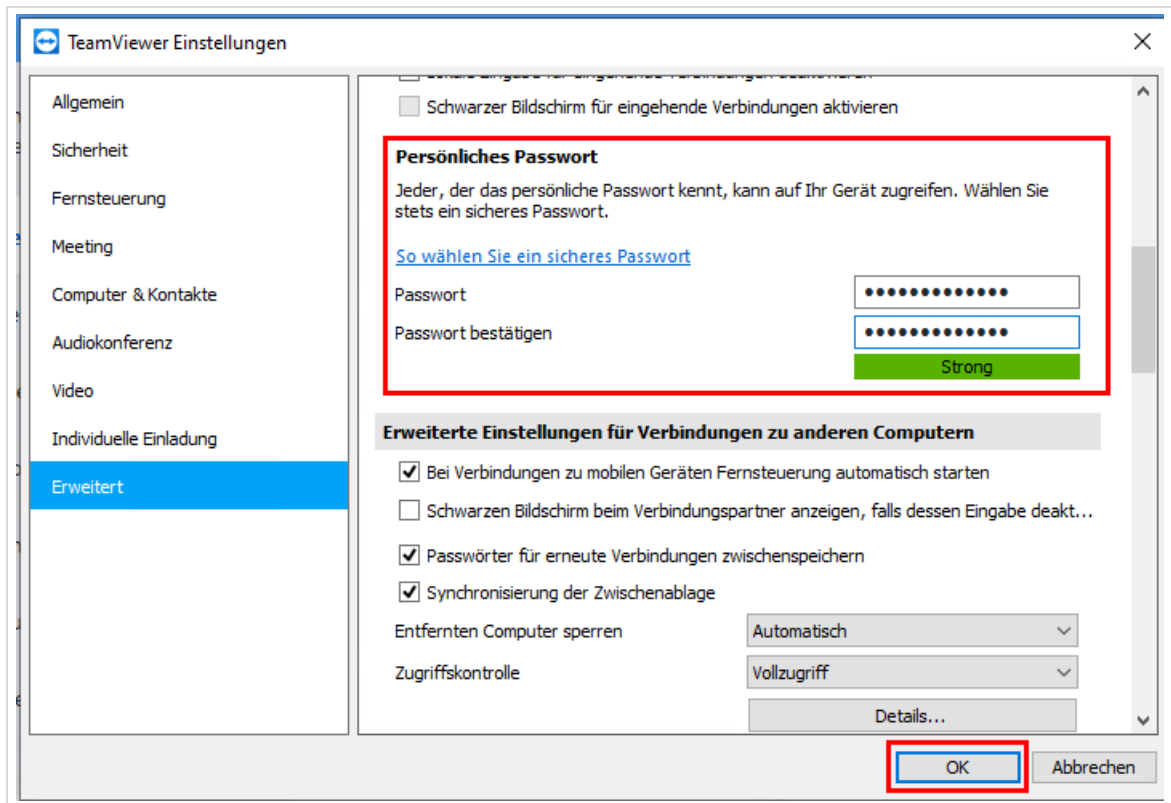 TeamViewer Einstellungen
Allgemein
Sicherheit
Fernsteuerung
Meeting
Computer & Kontakte
Audiokonferenz
Video
Individuelle Einladung
Erweitert
Schwarzer Bildschirm für eingehende Verbindungen aktivieren
Persönliches Passwort
Jeder, der das persönliche Passwort kennt, kann auf Ihr Gerät zugreifen. Wählen Sie
stets ein sicheres Passwort.
So wählen Sie ein sicheres Passwort
Passwort
Passwort bestätigen
Strong
Erweiterte Einstellungen für Verbindungen zu anderen Computern
Bei Verbindungen zu mobilen Geräten Fernsteuerung automatisch starten
Schwarzen Bildschirm beim Verbindungspartner anzeigen, falls dessen Eingabe deakt...
Passwörter für erneute Verbindungen zwischenspeichern
Synchronisierung der Zwischenablage
Entfernten Computer sperren Automatisch
Zugriffskontrolle Vollzugriff
Details...
OK Abbrechen